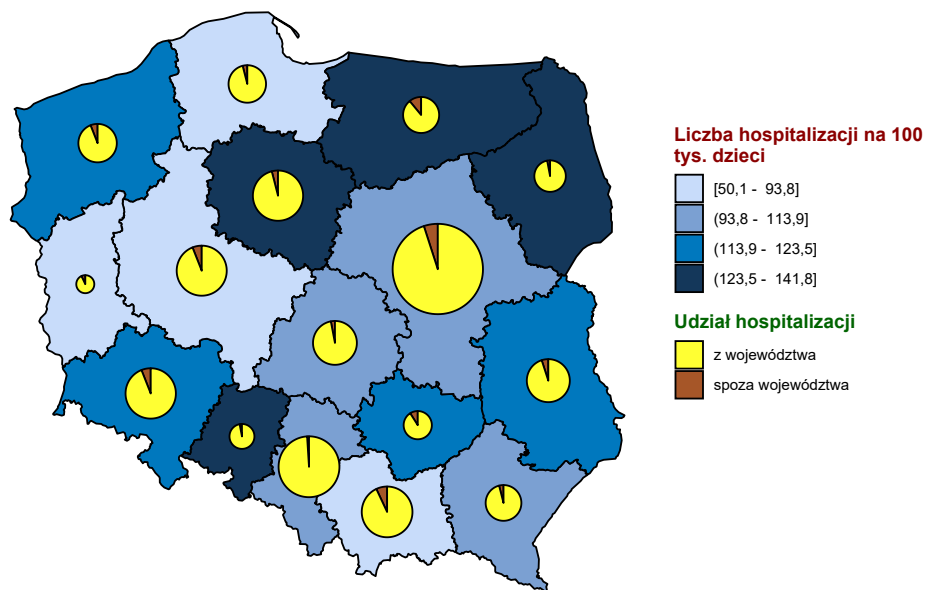 Liczba hospitalizacji na 100
tys. dzieci
[50,1 - 93,8]
(93,8 - 113,9]
(113,9 - 123,5]
(123,5 - 141,8]
Udział hospitalizacji
z województwa
spoza województwa